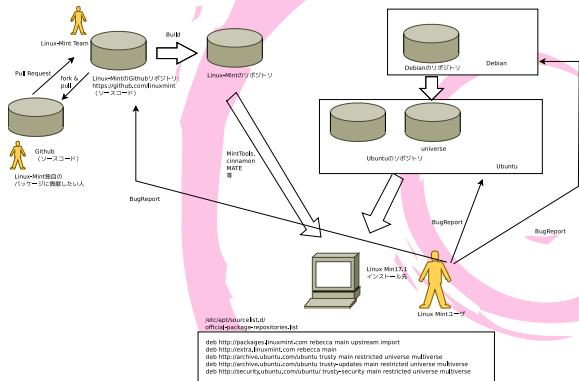 Linux-Mint Team
Build
Pull Request
fork &
pull
Linux-MintのGithubリポジトリ:
https://github.com/linuxmint
(ソースコード)
Linux-Mintのリポジトリ
Debianのリポジトリ
Debian
Github
(ソースコード)
Linux-Mint独自の
パッケージに貢献したい人
MintTools,
cinnamon
MATE
等
universe
Ubuntuのリポジトリ
Ubuntu
BugReport
BugReport
BugReport
Linux Min17.1
インストール先
Linux Mintユーザ
/etc/apt/sourcelist.d/
official-package-repositories.list
deb http://packages.linuxmint.com rebecca main upstream import
deb http://extra.linuxmint.com rebecca main
deb http://archive.ubuntu.com/ubuntu trusty main restricted universe multiverse
deb http://archive.ubuntu.com/ubuntu trusty-updates main restricted universe multiverse
deb http://security.ubuntu.com/ubuntu/ trusty-security main restricted universe multiverse